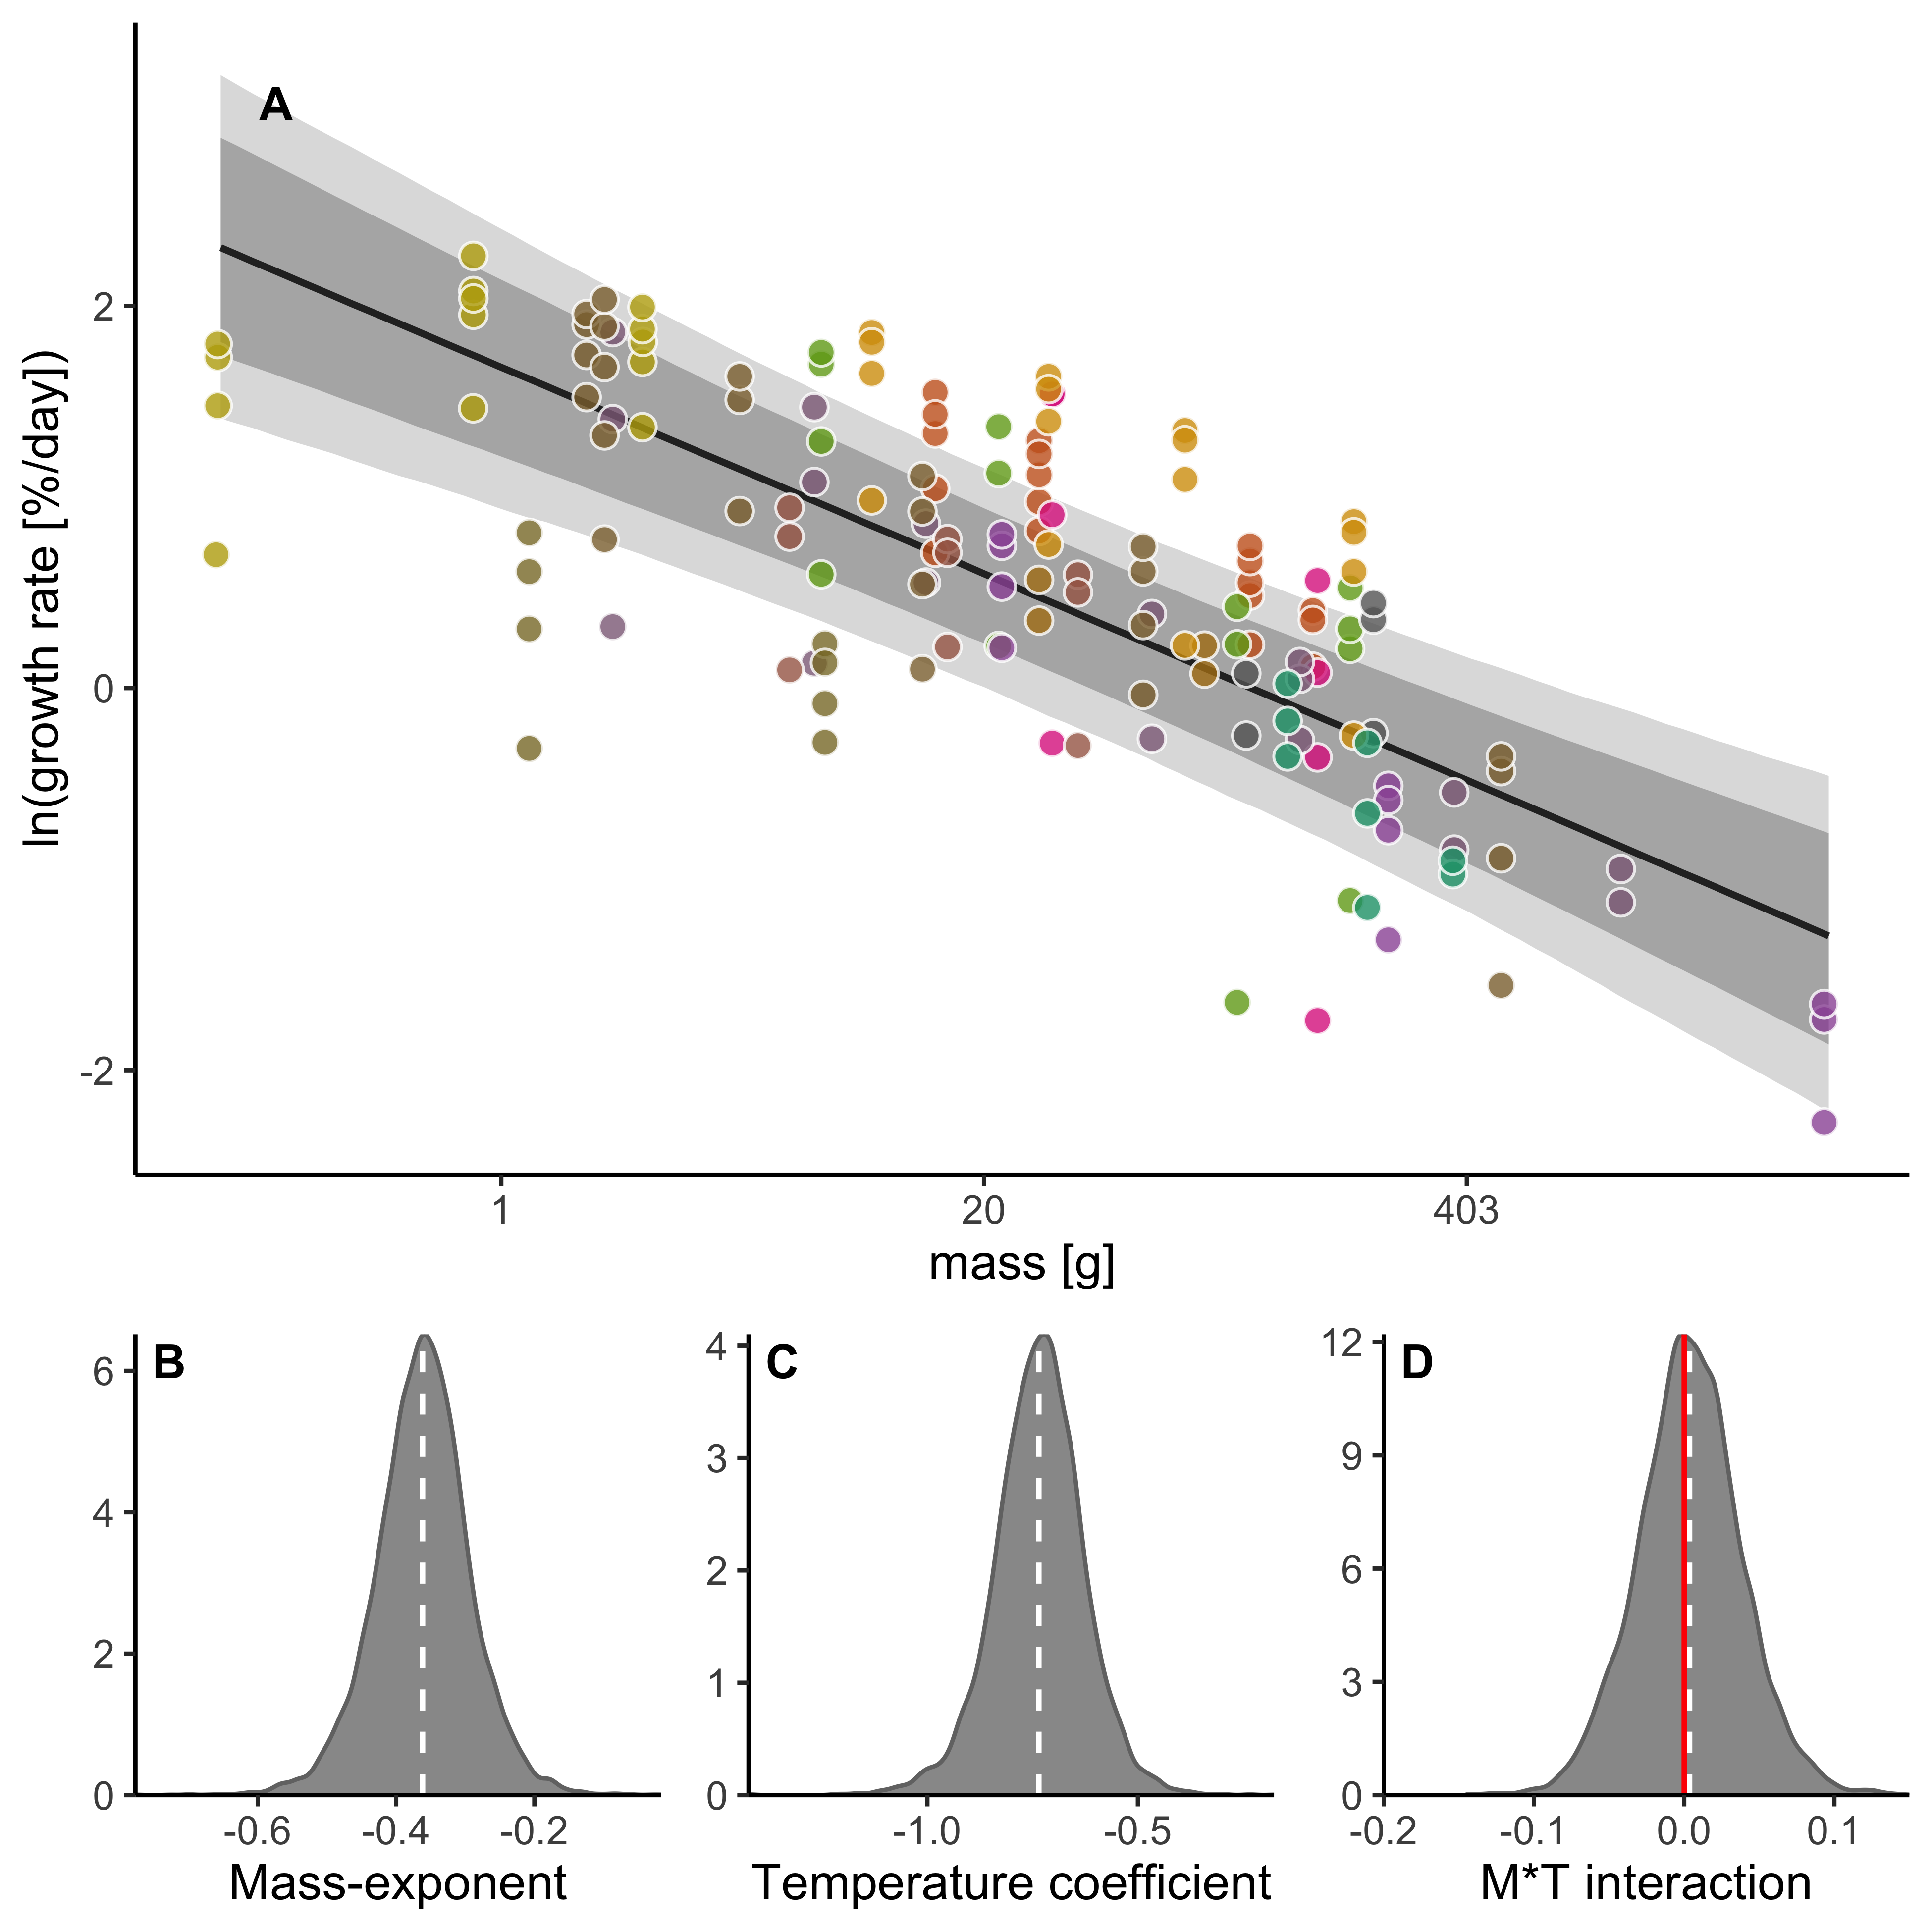 A
ln(growth rate [%/day])
2
0
-2
1 20 403
mass [g]
B
6
4
2
0
-0.6 -0.4 -0.2
Mass-exponent
C
4
3
2
1
0
-1.0 -0.5
Temperature coefficient
D
12
9
6
3
0
-0.2 -0.1 0.0 0.1
M*T interaction